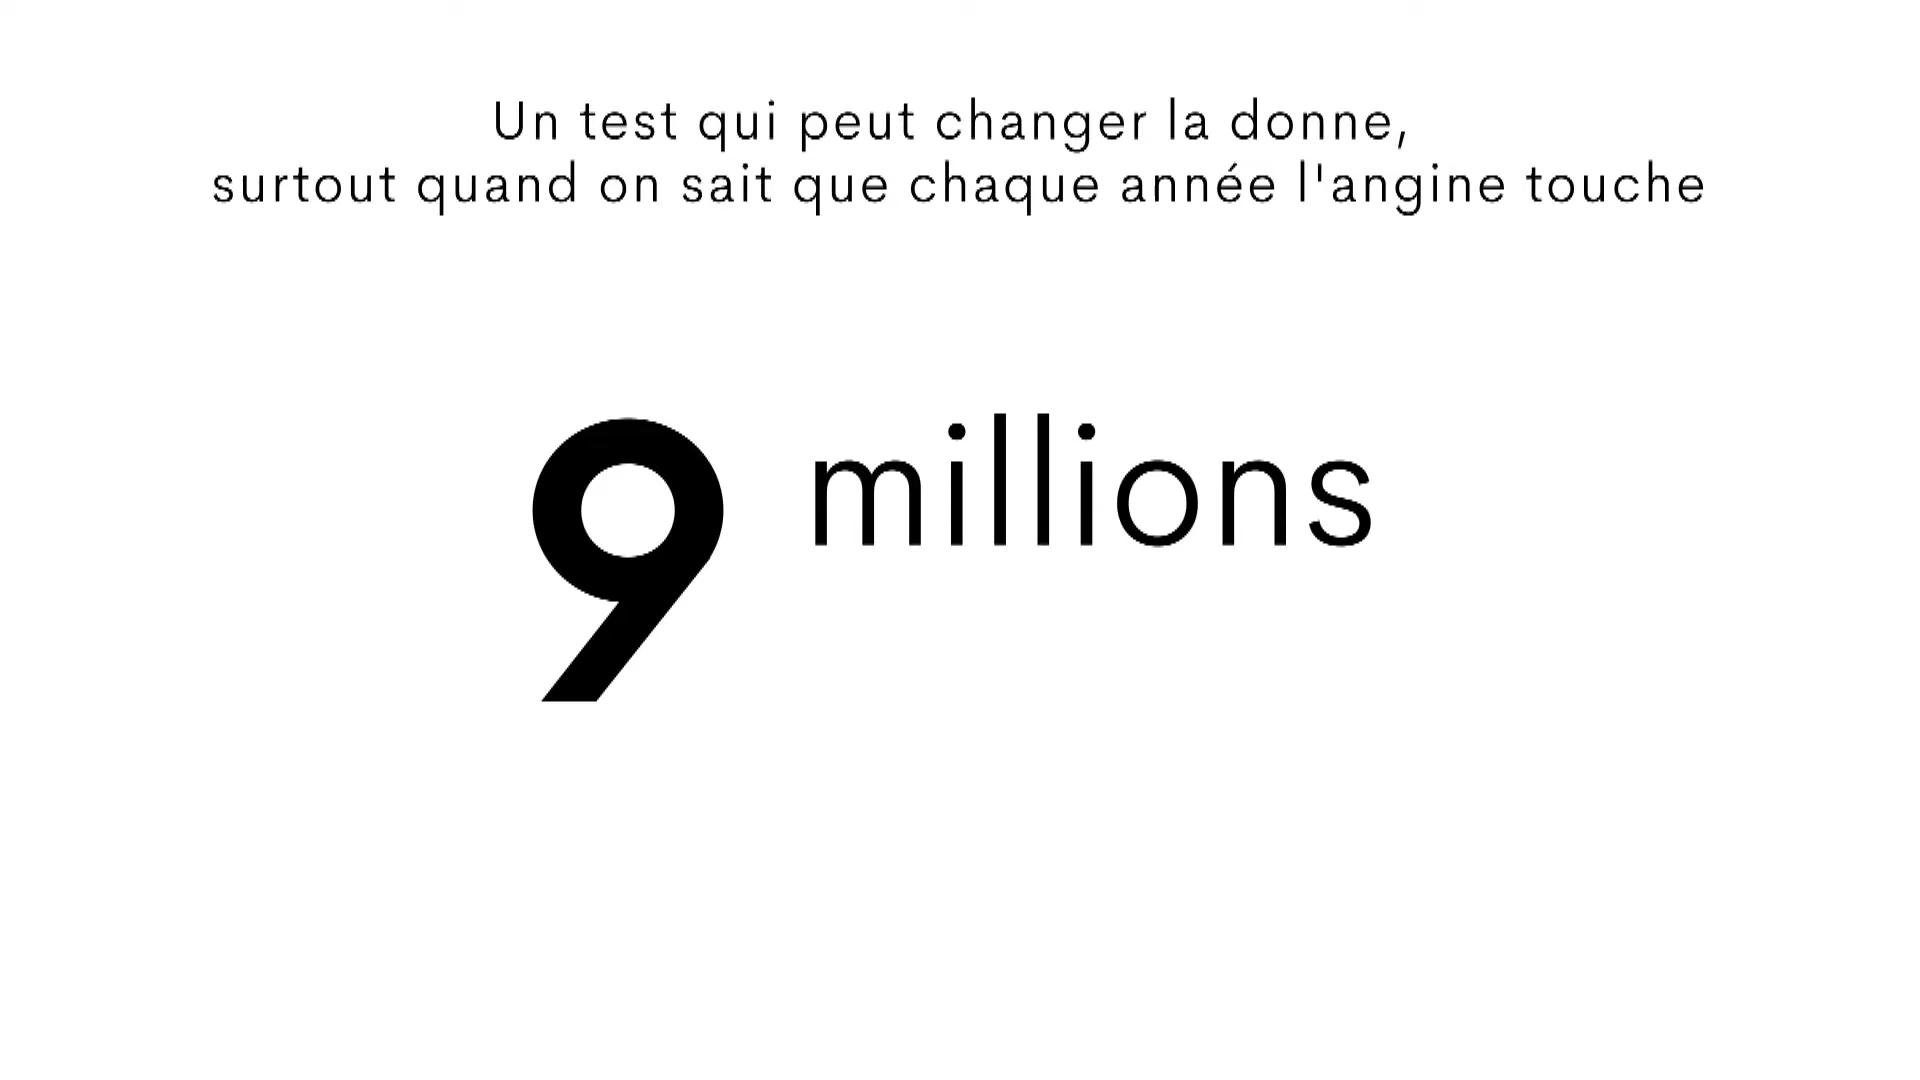 Un test qui peut changer la donne,
surtout quand on sait que chaque année l'angine touche
9 millions